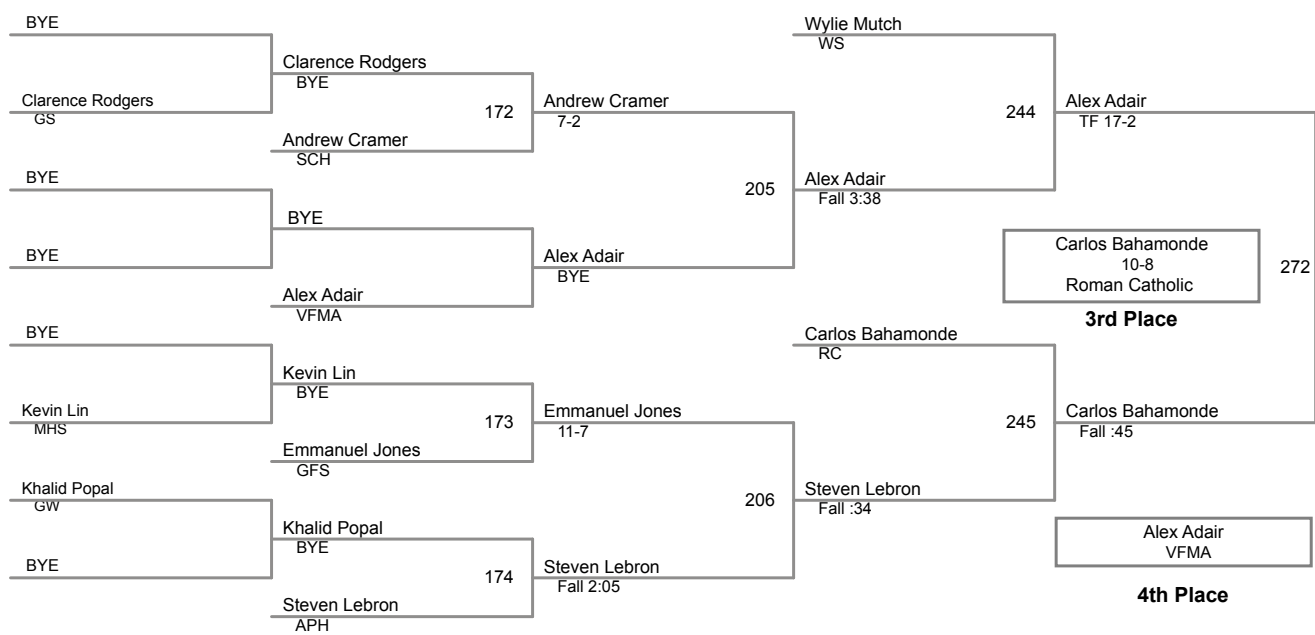 BYE
Clarence Rodgers
GS
BYE
BYE
BYE
Kevin Lin
MHS
Khalid Popal
GW
BYE
Clarence Rodgers
BYE
172
Andrew Cramer
SCH
BYE
Alex Adair
VFMA
Kevin Lin
BYE
173
Emmanuel Jones
GFS
Khalid Popal
BYE
174
Steven Lebron
APH
Andrew Cramer
7-2
205
Alex Adair
BYE
Emmanuel Jones
11-7
206
Steven Lebron
Fall 2:05
Wylie Mutch
WS
244
Alex Adair
Fall 3:38
Carlos Bahamonde
RC
245
Steven Lebron
Fall :34
Alex Adair
TF 17-2
Carlos Bahamonde
10-8
Roman Catholic
272
3rd Place
Carlos Bahamonde
Fall :45
Alex Adair
VFMA
4th Place